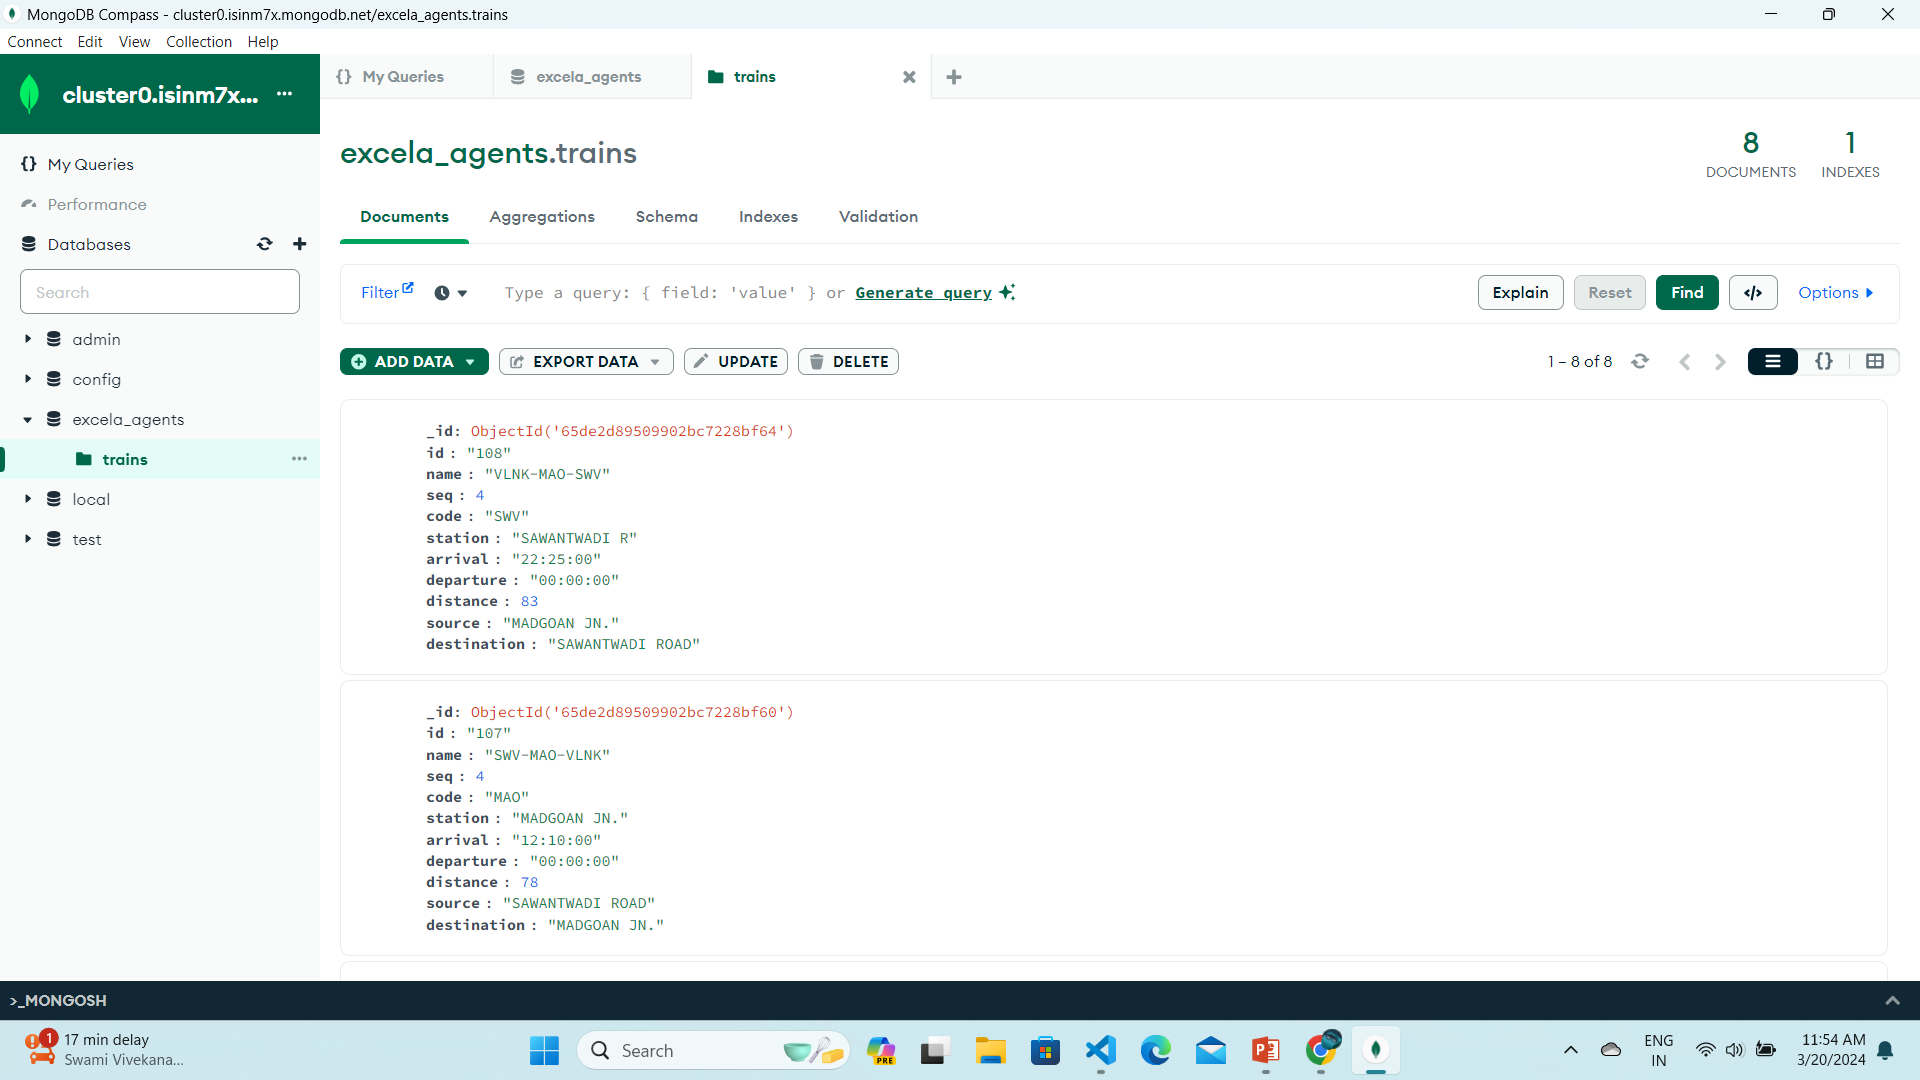 MongoDB Compass - cluster0.isinm7x.mongodb.net/excela_agents.trains
Connect Edit View Collection Help
cluster0.isinm7x... ...
My Queries
Performance
Databases
Search
admin
config
excela_agents
trains
local
test
{} My Queries excela_agents trains
excela_agents.trains
8 1
DOCUMENTS INDEXES
Documents Aggregations Schema Indexes Validation
Filter Type a query: { field: 'value' } or Generate query Explain Reset Find </> Options
ADD DATA EXPORT DATA UPDATE DELETE 1 – 8 of 8 {}
_id: ObjectId('65de2d89509902bc7228bf64')
id : "108"
name : "VLNK-MAO-SWV"
seq : 4
code : "SWV"
station : "SAWANTWADI R"
arrival : "22:25:00"
departure : "00:00:00"
distance : 83
source : "MADGOAN JN."
destination : "SAWANTWADI ROAD"
_id: ObjectId('65de2d89509902bc7228bf60')
id : "107"
name : "SWV-MAO-VLNK"
seq : 4
code : "MAO"
station : "MADGOAN JN."
arrival : "12:10:00"
departure : "00:00:00"
distance : 78
source : "SAWANTWADI ROAD"
destination : "MADGOAN JN."
>_MONGOSH
1 17 min delay
Swami Vivekana...
Search
PRE
ENG
IN
11:54 AM
3/20/2024